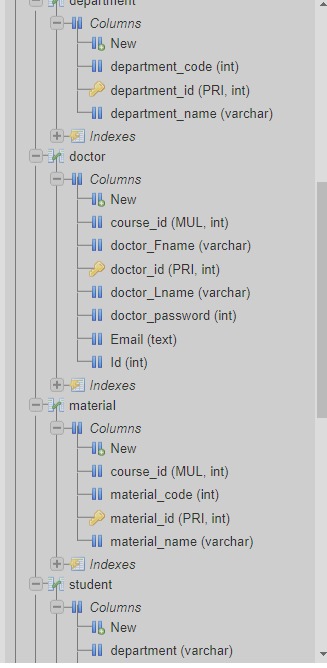 department
Columns
New
department_code (int)
department_id (PRI, int)
department_name (varchar)
Indexes
doctor
Columns
New
course_id (MUL, int)
doctor_Fname (varchar)
doctor_id (PRI, int)
doctor_Lname (varchar)
doctor_password (int)
Email (text)
Id (int)
Indexes
material
Columns
New
course_id (MUL, int)
material_code (int)
material_id (PRI, int)
material_name (varchar)
Indexes
student
Columns
New
department (varchar)